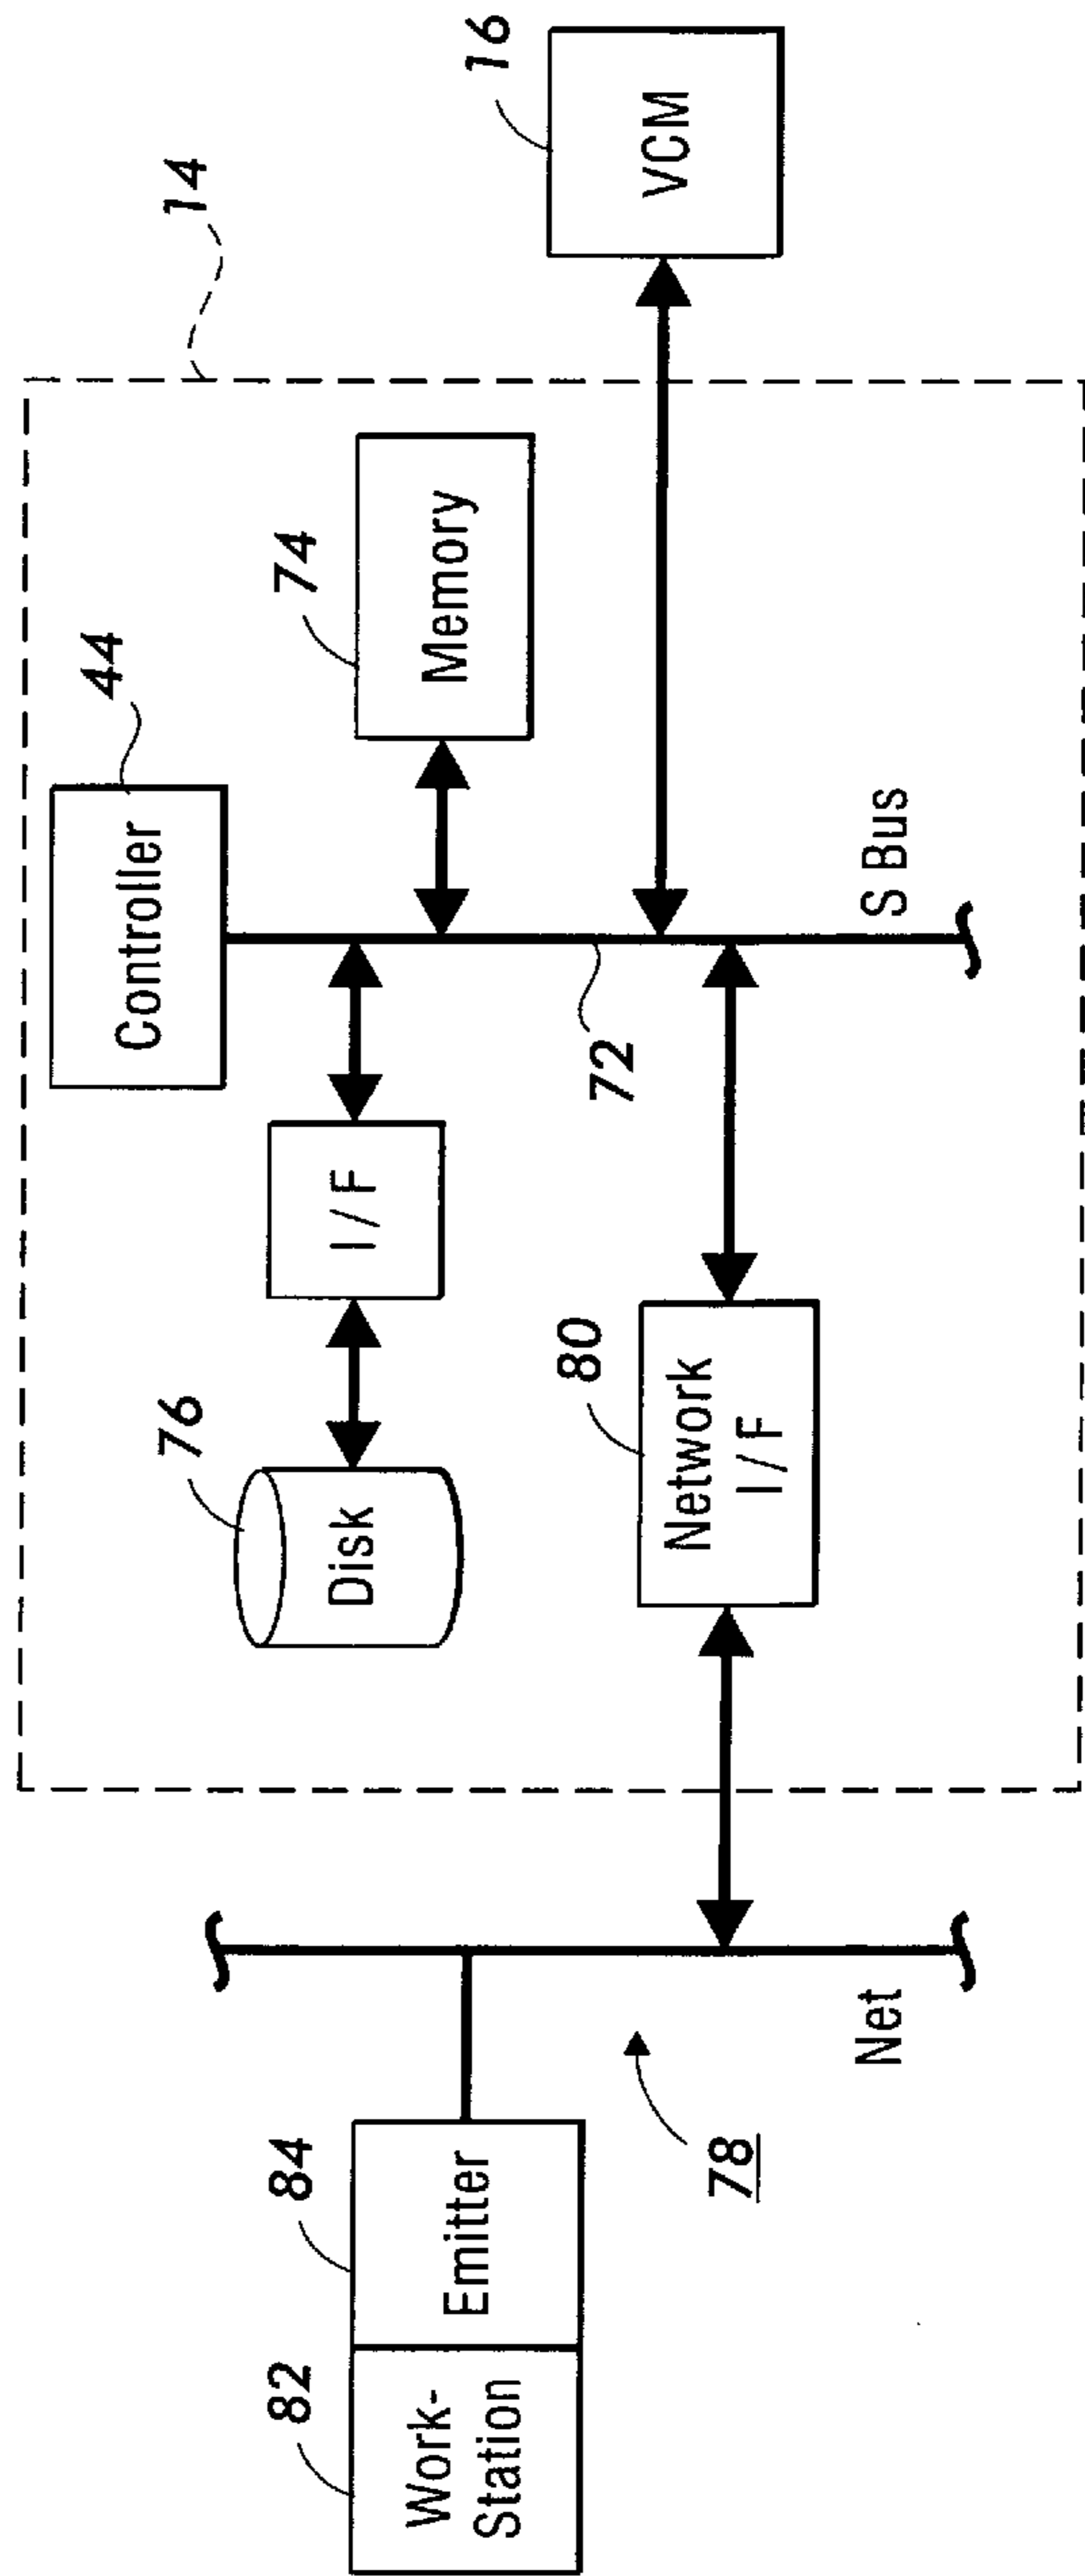 14
44
Controller
74
Memory
16
VCM
76
Disk
I/F
72
S Bus
80
Network
I/F
82
84
Work-
Station
Emitter
78
Net